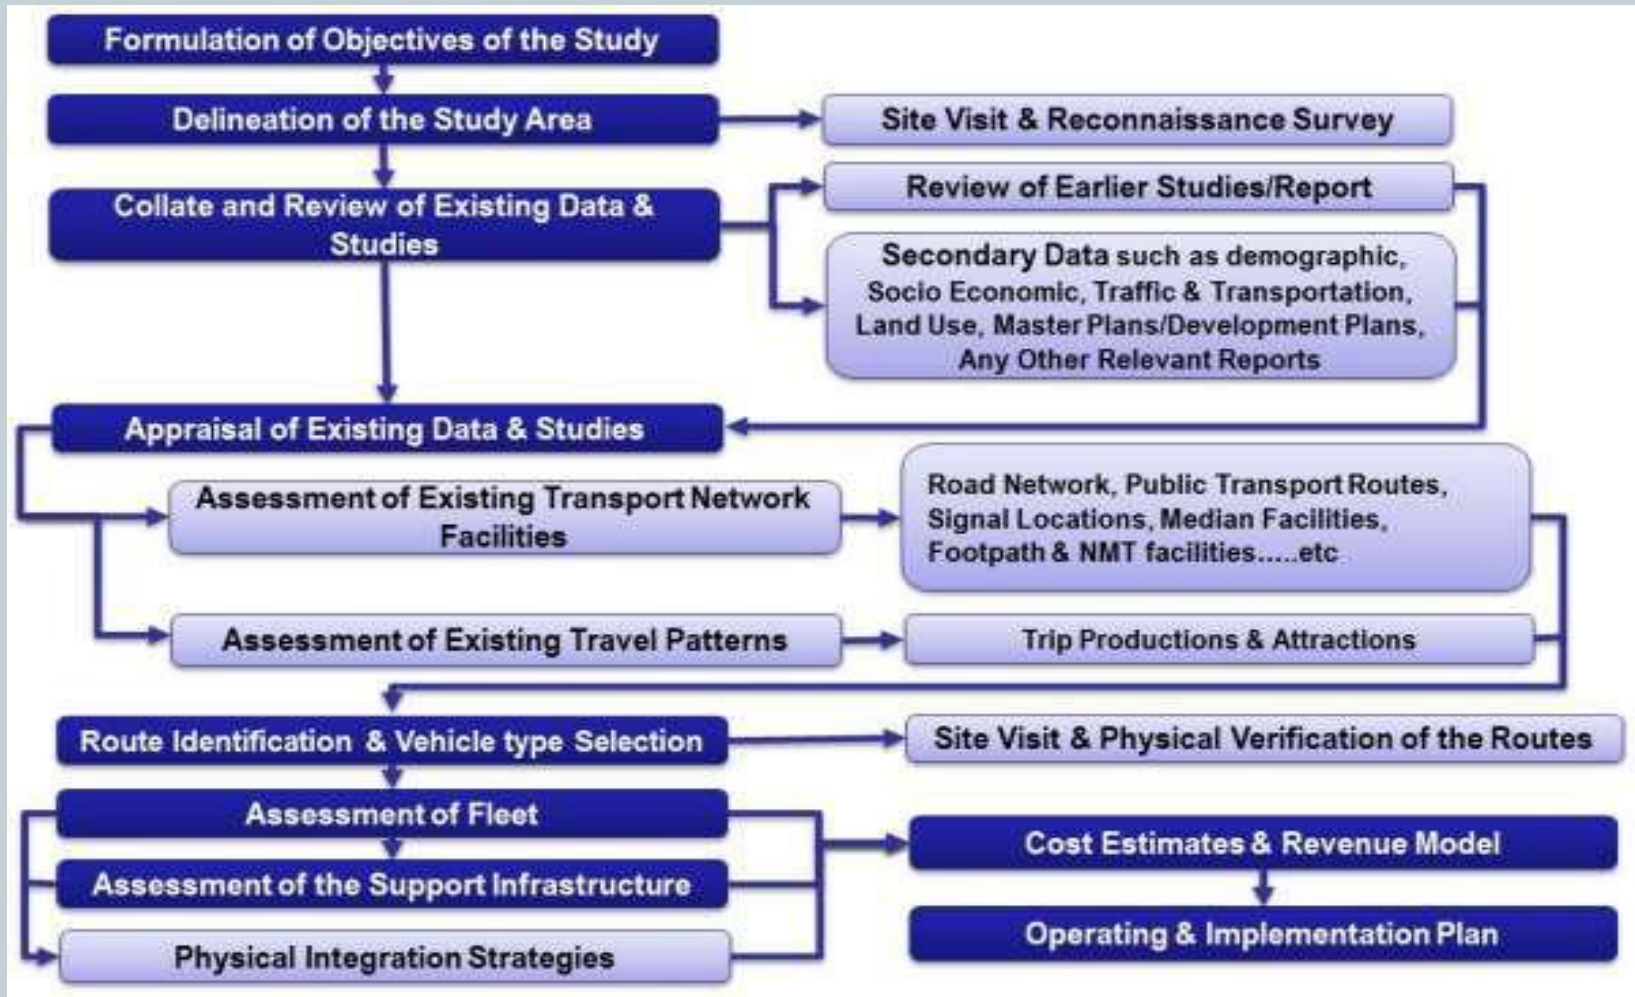 Formulation of Objectives of the Study
Delineation of the Study Area
Site Visit & Reconnaissance Survey
Collate and Review of Existing Data &
Studies
Review of Earlier Studies/Report
Secondary Data such as demographic,
Socio Economic, Traffic & Transportation,
Land Use, Master Plans/Development Plans,
Any Other Relevant Reports
Appraisal of Existing Data & Studies
Assessment of Existing Transport Network
Facilities
Road Network, Public Transport Routes,
Signal Locations, Median Facilities,
Footpath & NMT facilities.....etc
Assessment of Existing Travel Patterns
Trip Productions & Attractions
Route Identification & Vehicle type Selection
Site Visit & Physical Verification of the Routes
Assessment of Fleet
Assessment of the Support Infrastructure
Physical Integration Strategies
Cost Estimates & Revenue Model
Operating & Implementation Plan